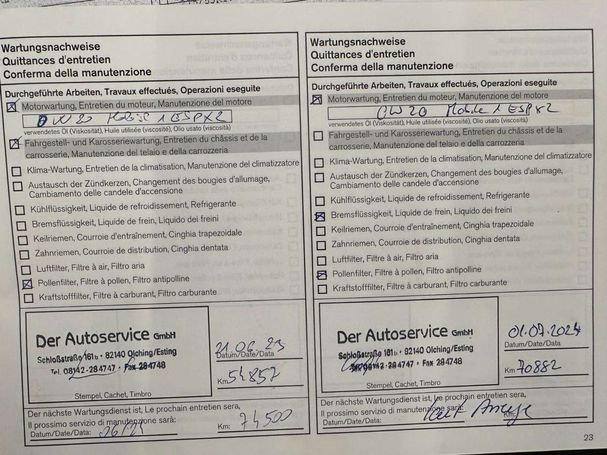 Wartungsnachweise
Quittances d'entretien
Conferma della manutenzione
Durchgeführte Arbeiten, Travaux effectués, Operazioni eseguite
Motorwartung, Entretien du moteur, Manutenzione del motore
0W20 Mobil 1 ESP X2
verwendetes Öl (Viskosität), Huile utilisée (viscosité), Olio usato (viscosità)
Fahrgestell- und Karosseriewartung, Entretien du châssis et de la
carrosserie, Manutenzione del telaio e della carrozzeria
Klima-Wartung, Entretien de la climatisation, Manutenzione del climatizzatore
Austausch der Zündkerzen, Changement des bougies d'allumage,
Cambiamento delle candele d'accensione
Kühlflüssigkeit, Liquide de refroidissement, Refrigerante
Bremsflüssigkeit, Liquide de frein, Liquido dei freini
Keilriemen, Courroie d'entraînement, Cinghia trapezoidale
Zahnriemen, Courroie de distribution, Cinghia dentata
Luftfilter, Filtre à air, Filtro aria
Pollenfilter, Filtre à pollen, Filtro antipolline
Kraftstofffilter, Filtre à carburant, Filtro carburante
Der Autoservice GmbH
Schloßstraße 161b • 82140 Olching/Esting
Tel. 08142-284747 • Fax 284748
Stempel, Cachet, Timbro
21.06.23
Datum/Date/Data
Km 54857
Der nächste Wartungsdienst ist, Le prochain entretien sera,
Il prossimo servizio di manutenzione sarà:
Datum/Date/Data:
Km: 74500
Wartungsnachweise
Quittances d'entretien
Conferma della manutenzione
Durchgeführte Arbeiten, Travaux effectués, Operazioni eseguite
Motorwartung, Entretien du moteur, Manutenzione del motore
0W20 Mobil 1 ESP X2
verwendetes Öl (Viskosität), Huile utilisée (viscosité), Olio usato (viscosità)
Fahrgestell- und Karosseriewartung, Entretien du châssis et de la
carrosserie, Manutenzione del telaio e della carrozzeria
Klima-Wartung, Entretien de la climatisation, Manutenzione del climatizzatore
Austausch der Zündkerzen, Changement des bougies d'allumage,
Cambiamento delle candele d'accensione
Kühlflüssigkeit, Liquide de refroidissement, Refrigerante
Bremsflüssigkeit, Liquide de frein, Liquido dei freini
Keilriemen, Courroie d'entraînement, Cinghia trapezoidale
Zahnriemen, Courroie de distribution, Cinghia dentata
Luftfilter, Filtre à air, Filtro aria
Pollenfilter, Filtre à pollen, Filtro antipolline
Kraftstofffilter, Filtre à carburant, Filtro carburante
Der Autoservice GmbH
Schloßstraße 161b • 82140 Olching/Esting
284747 • Fax 284748
Stempel, Cachet, Timbro
01.07.2024
Datum/Date/Data
Km 70882
Der nächste Wartungsdienst ist, Le prochain entretien sera,
Il prossimo servizio di manutenzione sarà:
Datum/Date/Data:
Km:
laut Anzeige
23